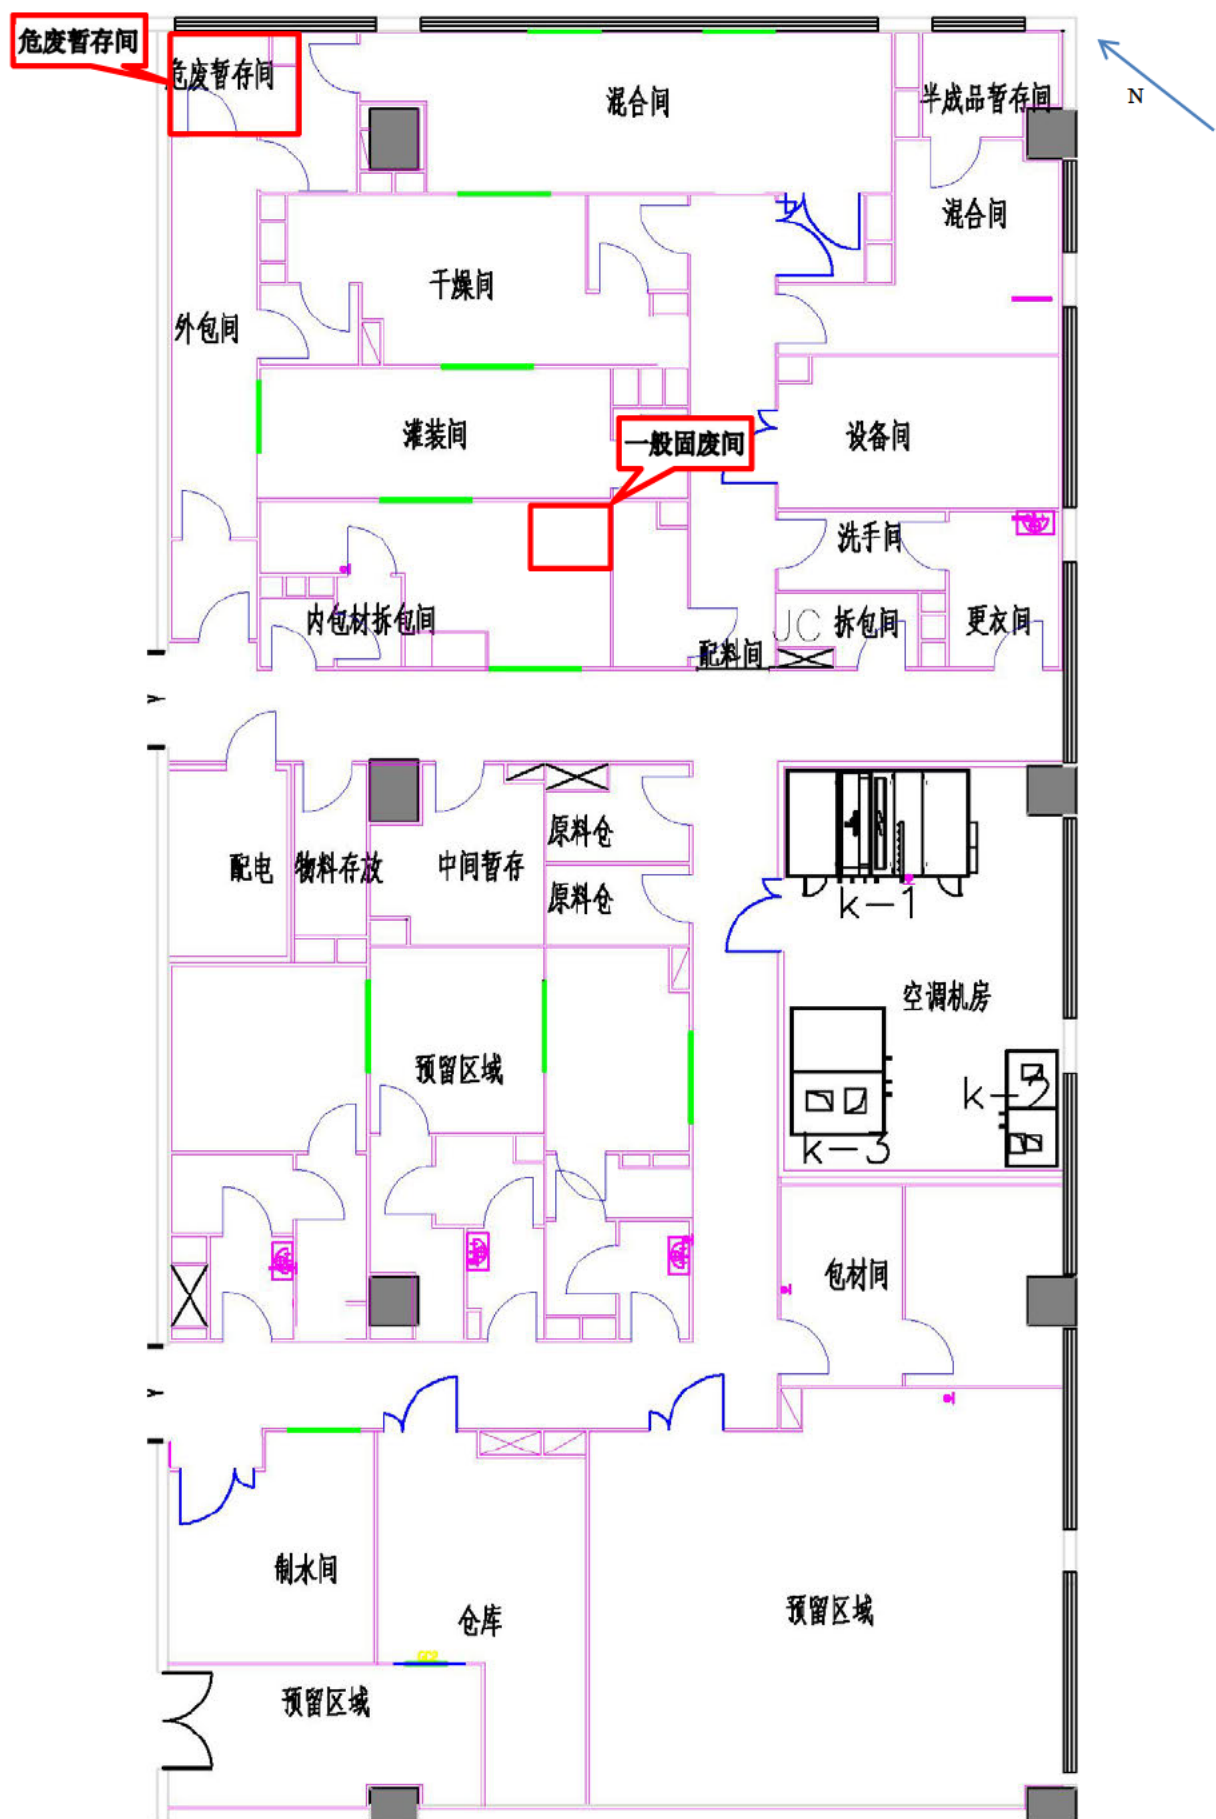 危废暂存间
危废暂存间
混合间
半成品暂存间
N
混合间
干燥间
外包间
灌装间
一般固废间
设备间
洗手间
内包材拆包间
JC
拆包间
更衣间
配料间
Y
配电
物料存放
中间暂存
原料仓
原料仓
k-1
空调机房
预留区域
k-2
k-3
包材间
Y
制水间
仓库
预留区域
预留区域